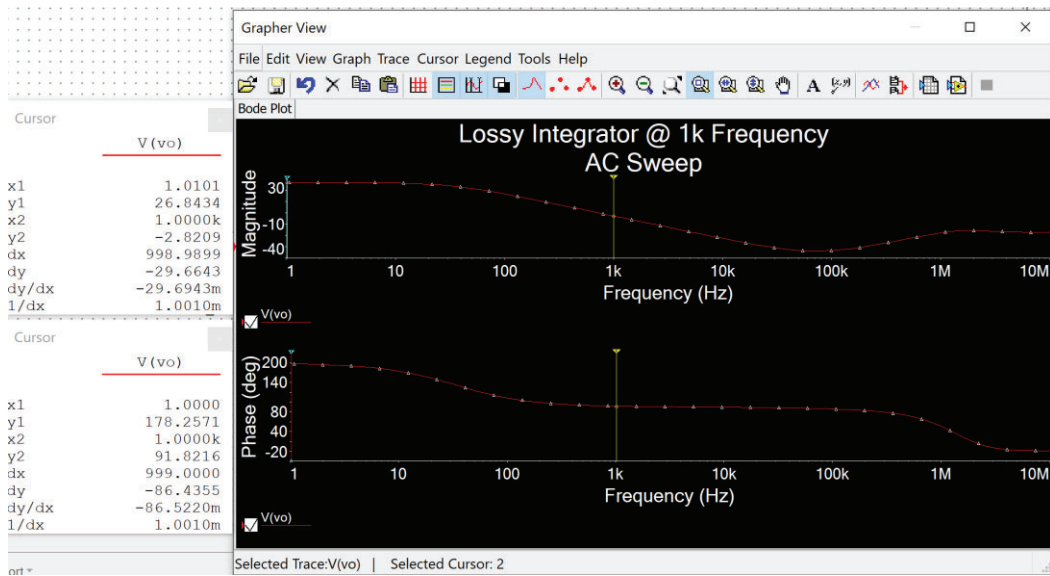 Grapher View
File Edit View Graph Trace Cursor Legend Tools Help
Bode Plot
Cursor
V(vo)
x1 1.0101
y1 26.8434
x2 1.0000k
y2 -2.8209
dx 998.9899
dy -29.6643
dy/dx -29.6943m
1/dx 1.0010m
Cursor
V(vo)
x1 1.0000
y1 178.2571
x2 1.0000k
y2 91.8216
dx 999.0000
dy -86.4355
dy/dx -86.5220m
1/dx 1.0010m
ort
Lossy Integrator @ 1k Frequency
AC Sweep
Magnitude
30
-10
-40
1 10 100 1k 10k 100k 1M 10M
Frequency (Hz)
V(vo)
Phase (deg)
200
140
80
40
-20
1 10 100 1k 10k 100k 1M 10M
Frequency (Hz)
V(vo)
Selected Trace:V(vo) | Selected Cursor: 2